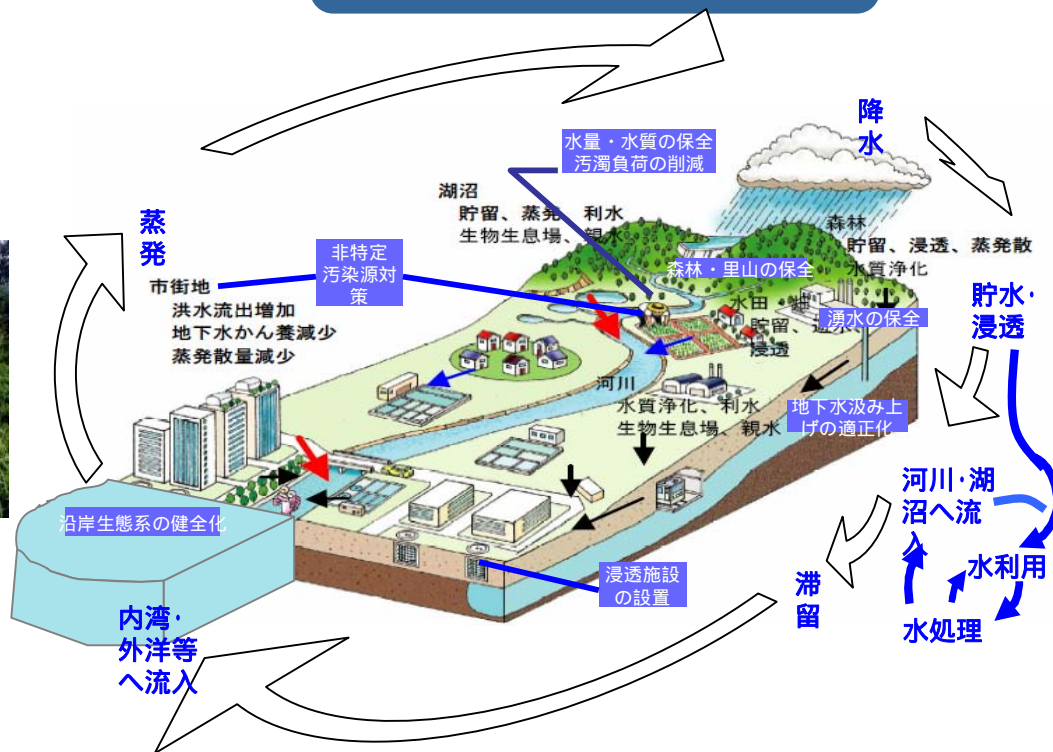 降
水
水量・水質の保全
汚濁負荷の削減
湖沼
貯留、蒸発、利水
生物生息場、親水
蒸
発
非特定
汚染源対
策
市街地
洪水流出増加
地下水かん養減少
蒸発散量減少
森林
貯留、浸透、蒸発散
水質浄化
森林・里山の保全
水田・畑
貯留、
浸透
湧水の保全
貯水・
浸透
河川
水質浄化、利水
生物生息場、親水
地下水汲み上
げの適正化
沿岸生態系の健全化
河川・湖
沼へ流
入
水利用
水処理
浸透施設
の設置
滞
留
内湾・
外洋等
へ流入